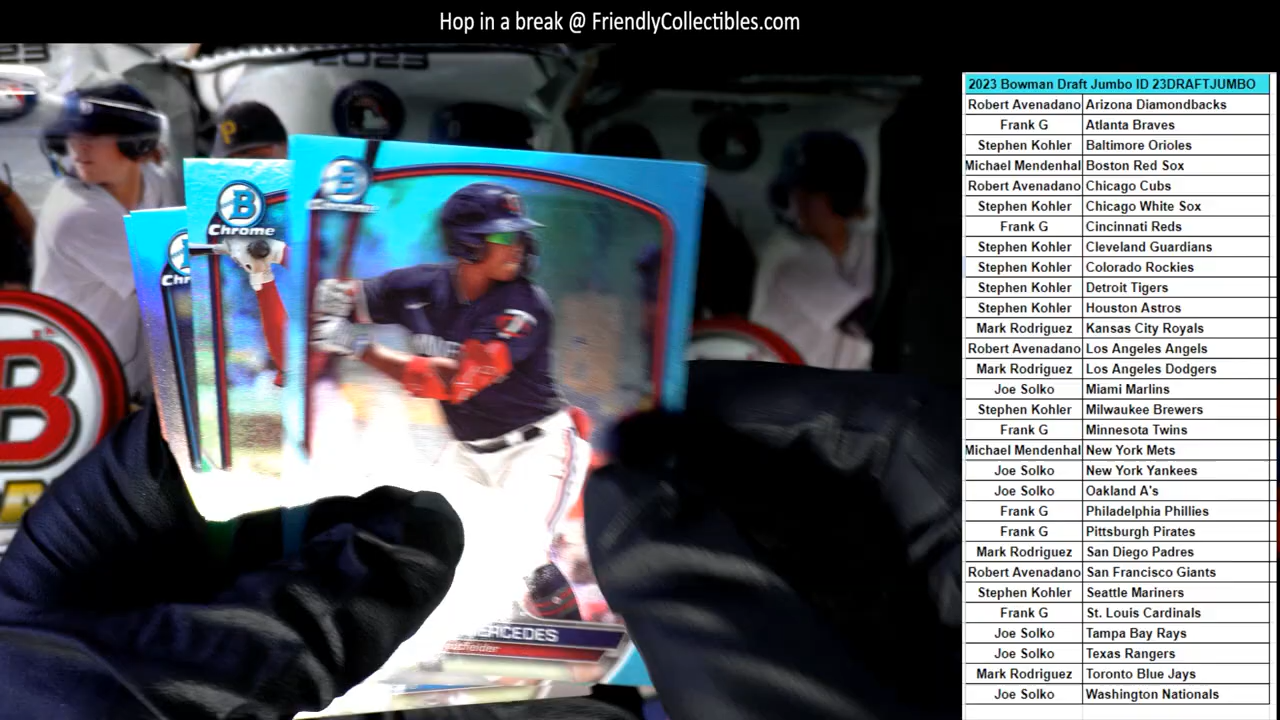 Hop in a break @ FriendlyCollectibles.com
2023
Chrome
Chrome
B
2023 Bowman Draft Jumbo ID 23DRAFTJUMBO
Robert Avenadano Arizona Diamondbacks
Frank G Atlanta Braves
Stephen Kohler Baltimore Orioles
Michael Mendenhal Boston Red Sox
Robert Avenadano Chicago Cubs
Stephen Kohler Chicago White Sox
Frank G Cincinnati Reds
Stephen Kohler Cleveland Guardians
Stephen Kohler Colorado Rockies
Stephen Kohler Detroit Tigers
Stephen Kohler Houston Astros
Mark Rodriguez Kansas City Royals
Robert Avenadano Los Angeles Angels
Mark Rodriguez Los Angeles Dodgers
Joe Solko Miami Marlins
Stephen Kohler Milwaukee Brewers
Frank G Minnesota Twins
Michael Mendenhal New York Mets
Joe Solko New York Yankees
Joe Solko Oakland A's
Frank G Philadelphia Phillies
Frank G Pittsburgh Pirates
Mark Rodriguez San Diego Padres
Robert Avenadano San Francisco Giants
Stephen Kohler Seattle Mariners
Frank G St. Louis Cardinals
Joe Solko Tampa Bay Rays
Joe Solko Texas Rangers
Mark Rodriguez Toronto Blue Jays
Joe Solko Washington Nationals